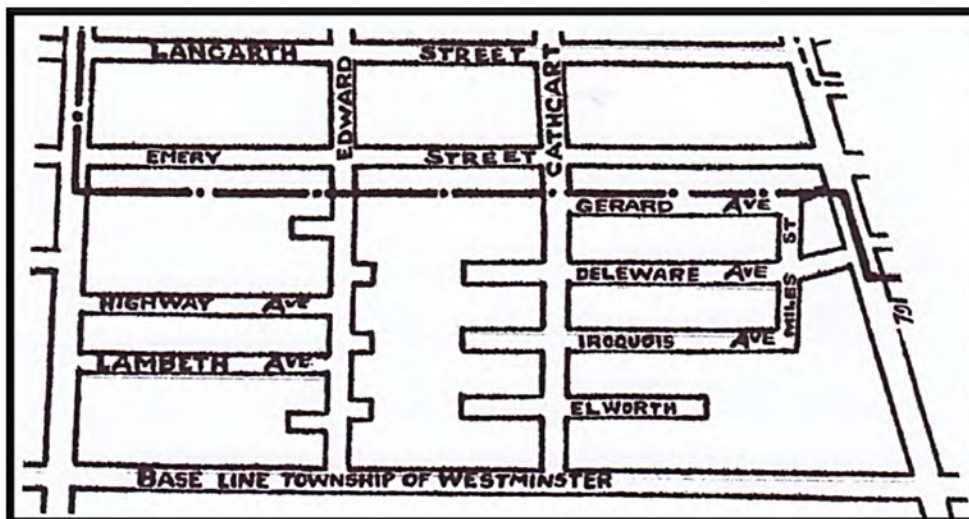 LANCARTH STREET
EDWARD
CATHCART
EMERY STREET
GERARD AVE
MILES ST
DELEWARE AVE
HIGHWAY AVE
IROQUOIS AVE
LAMBETH AVE
ELWORTH
BASE LINE TOWNSHIP OF WESTMINSTER